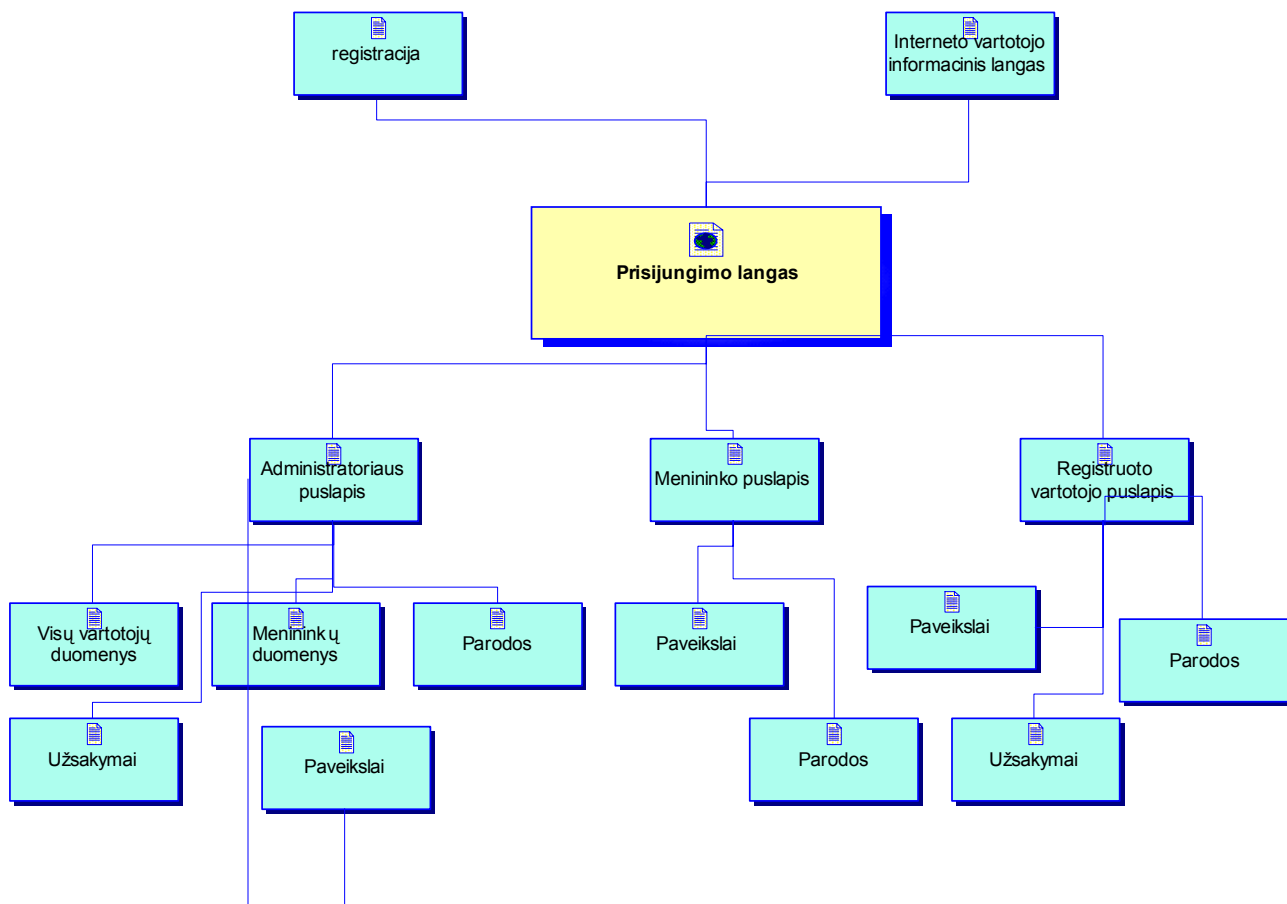 registracija
Interneto vartotojo
informacinis langas
Prisijungimo langas
Administratoriaus
puslapis
Menininko puslapis
Registruoto
vartotojo puslapis
Visų vartotojų
duomenys
Menininkų
duomenys
Parodos
Paveikslai
Paveikslai
Parodos
Užsakymai
Paveikslai
Parodos
Užsakymai